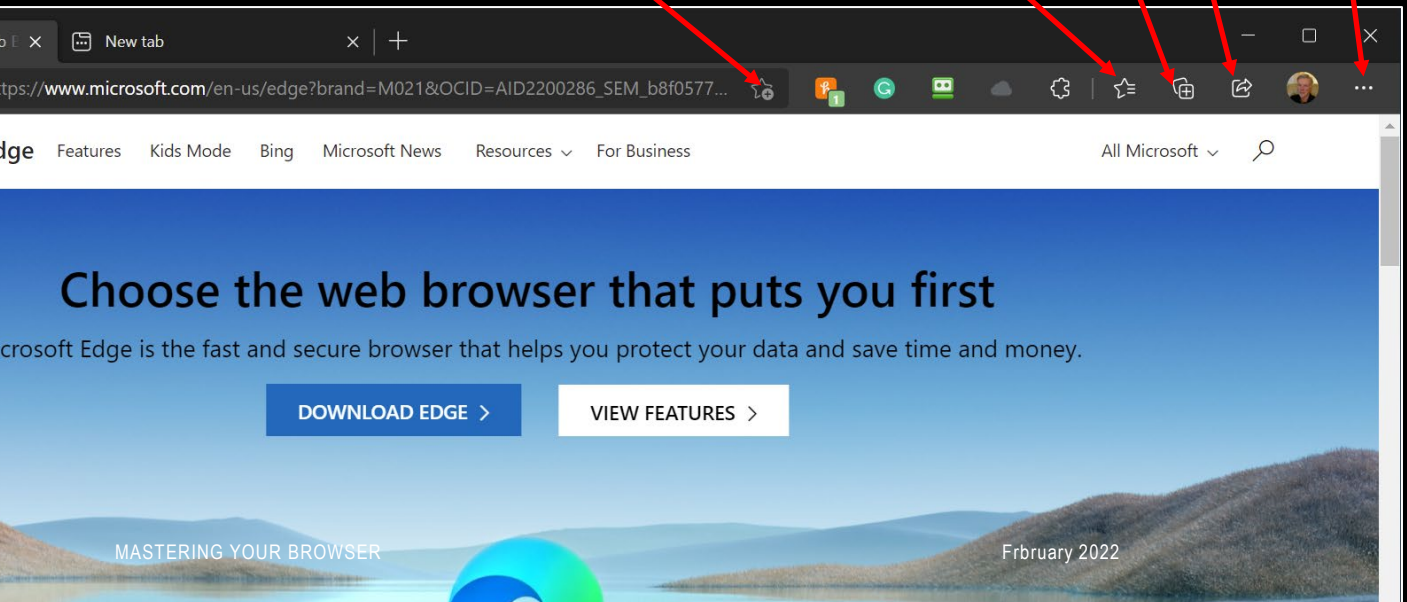 New tab
ttps://www.microsoft.com/en-us/edge?brand=M021&OCID=AID2200286_SEM_b8f0577...
1
G
dge Features Kids Mode Bing Microsoft News Resources For Business All Microsoft
Choose the web browser that puts you first
crosoft Edge is the fast and secure browser that helps you protect your data and save time and money.
DOWNLOAD EDGE
VIEW FEATURES
MASTERING YOUR BROWSER
Frbruary 2022